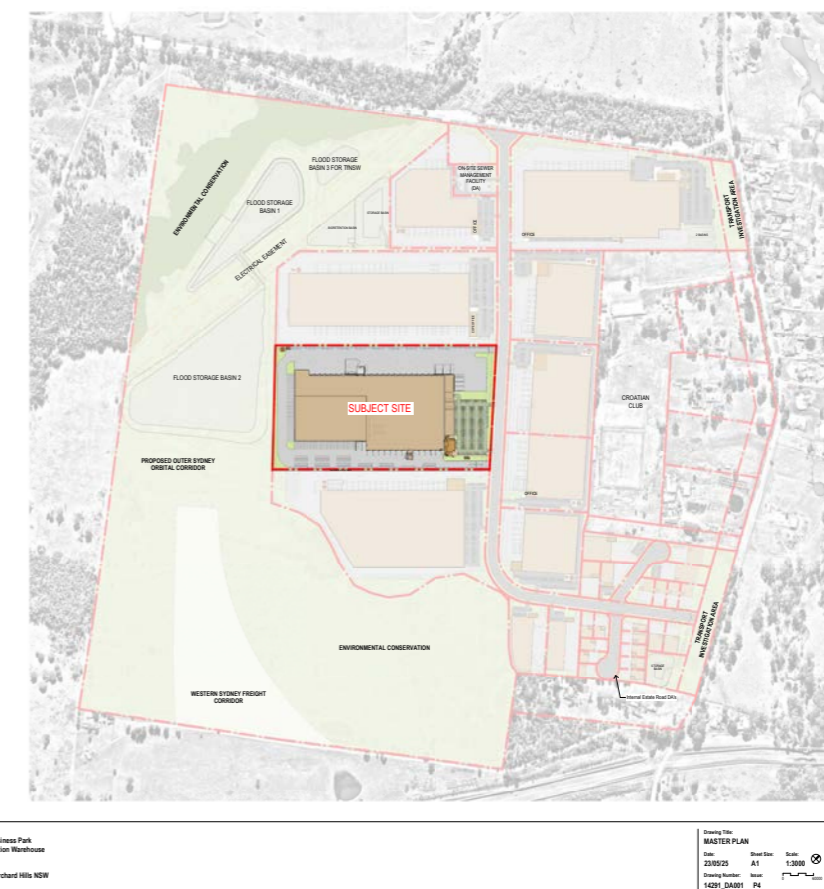 FLOOD STORAGE
BASIN 3 FOR TfNSW
ON-SITE SEWER
MANAGEMENT
FACILITY
(DA)
ENVIRONMENTAL CONSERVATION
FLOOD STORAGE
BASIN 1
OFFICE
OFFICE
TRANSPORT
INVESTIGATION AREA
ELECTRICAL EASEMENT
FLOOD STORAGE BASIN 2
SUBJECT SITE
CROATIAN
CLUB
PROPOSED OUTER SYDNEY
ORBITAL CORRIDOR
OFFICE
ENVIRONMENTAL CONSERVATION
TRANSPORT
INVESTIGATION AREA
WESTERN SYDNEY FREIGHT
CORRIDOR
Internal Estate Road DA's
iness Park
ion Warehouse
rchard Hills NSW
Drawing Title:
MASTER PLAN
Date: Sheet Size: Scale:
23/05/25 A1 1:3000
Drawing Number: Issue:
14291_DA001 P4